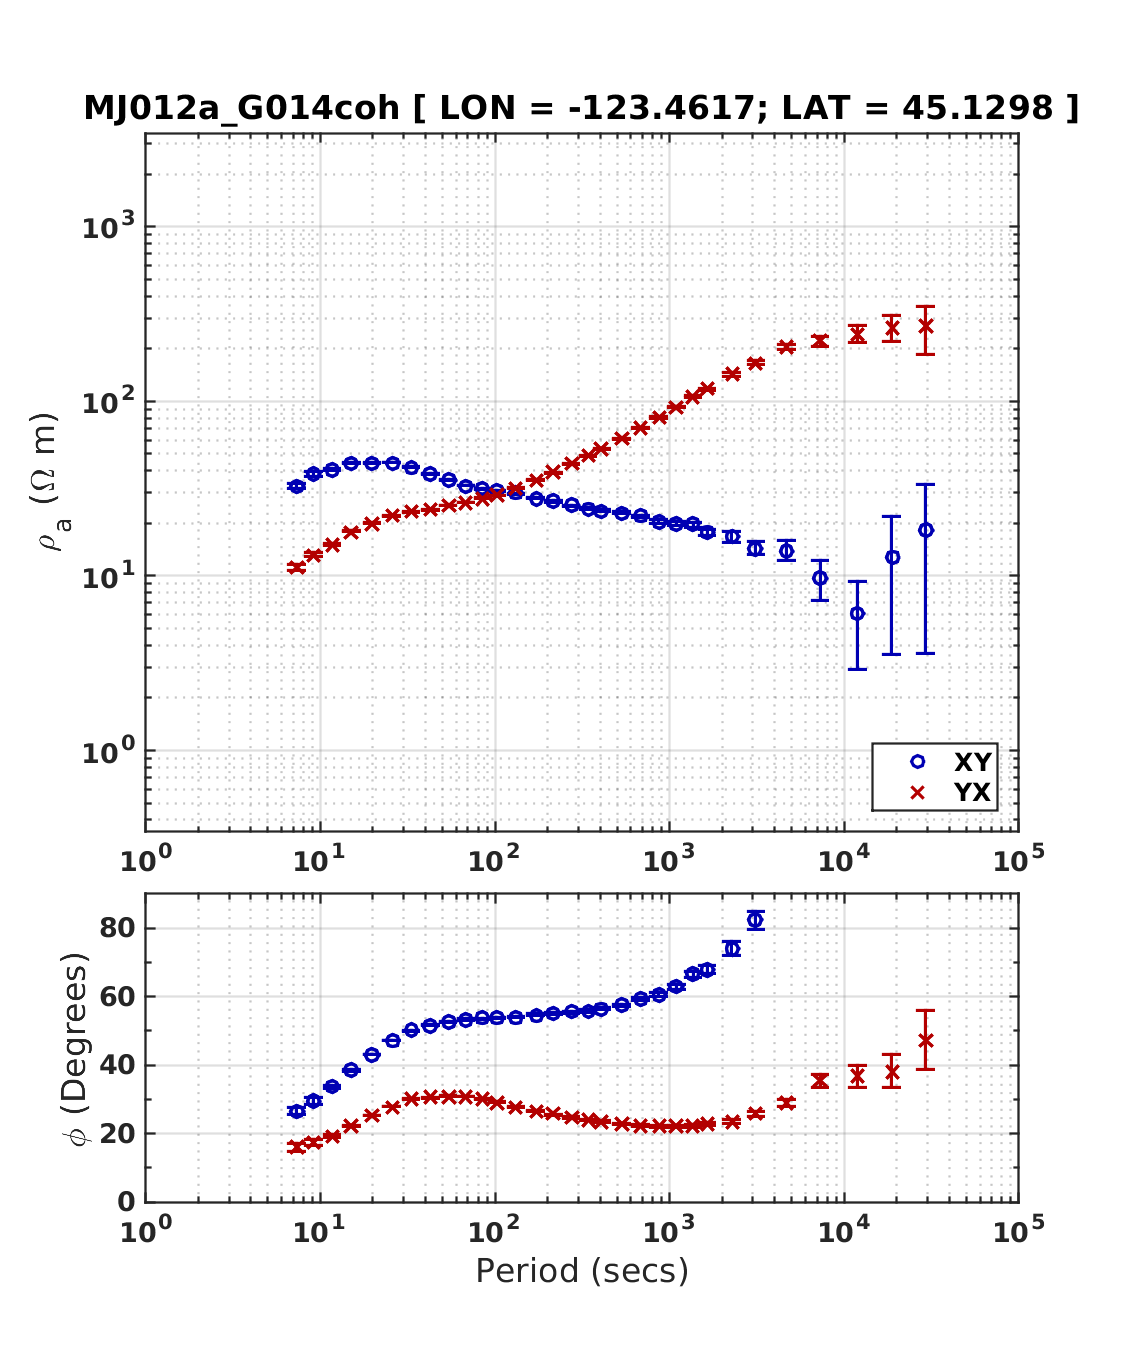 MJ012a_G014coh [ LON = -123.4617; LAT = 45.1298 ]
10³
10²
10¹
10⁰
ρ a (Ω m)
XY
YX
10⁰ 10¹ 10² 10³ 10⁴ 10⁵
80
60
40
20
0
ϕ (Degrees)
10⁰ 10¹ 10² 10³ 10⁴ 10⁵
Period (secs)